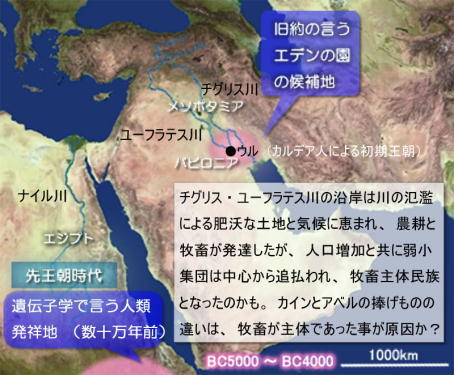 旧約の言う
エデンの園
の候補地
チグリス川
メソポタミア
ユーフラテス川
ウル（カルデア人による初期王朝）
バビロニア
ナイル川
エジプト
先王朝時代
遺伝子学で言う人類
発祥地 （数十万年前）
チグリス・ユーフラテス川の沿岸は川の氾濫
による肥沃な土地と気候に恵まれ、農耕と
牧畜が発達したが、人口増加と共に弱小
集団は中心から追払われ、牧畜主体民族
となったのかも。カインとアベルの捧げものの
違いは、牧畜が主体であった事が原因か？
BC5000 ～ BC4000
1000km